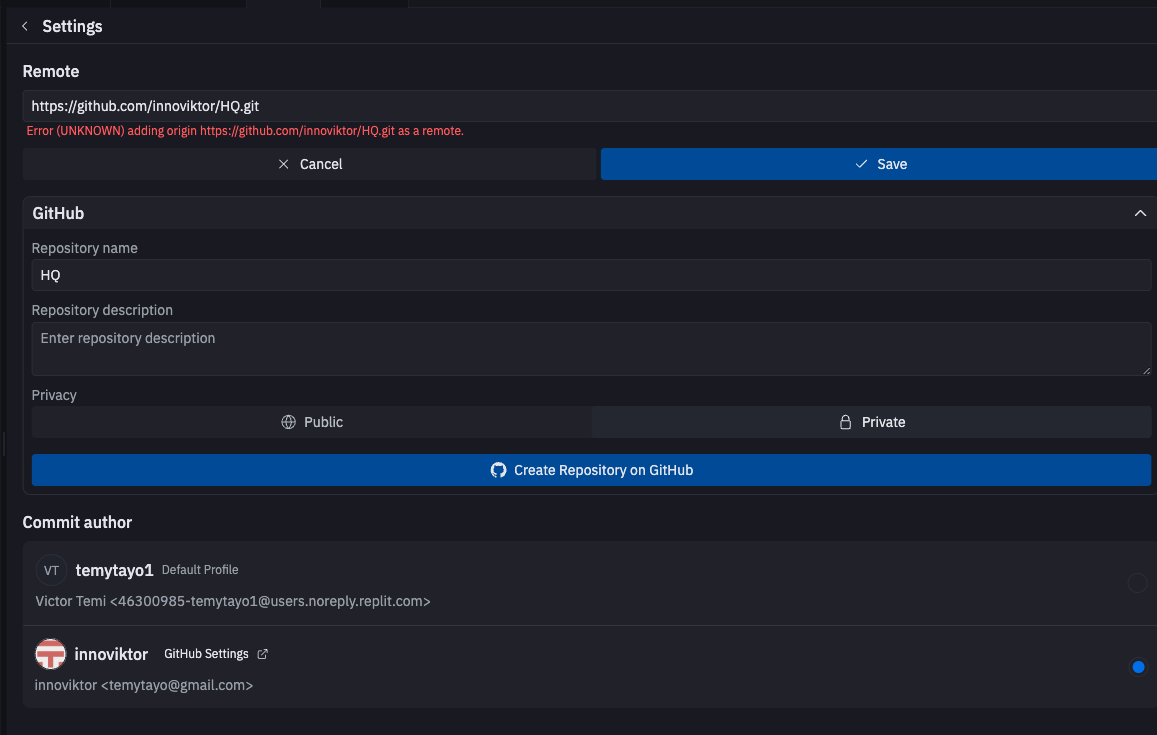 Settings
Remote
https://github.com/innoviktor/HQ.git
Error (UNKNOWN) adding origin https://github.com/innoviktor/HQ.git as a remote.
Cancel
Save
GitHub
Repository name
HQ
Repository description
Enter repository description
Privacy
Public
Private
Create Repository on GitHub
Commit author
VT temytayo1 Default Profile
Victor Temi <46300985-temytayo1@users.noreply.replit.com>
innoviktor GitHub Settings
innoviktor <temytayo@gmail.com>